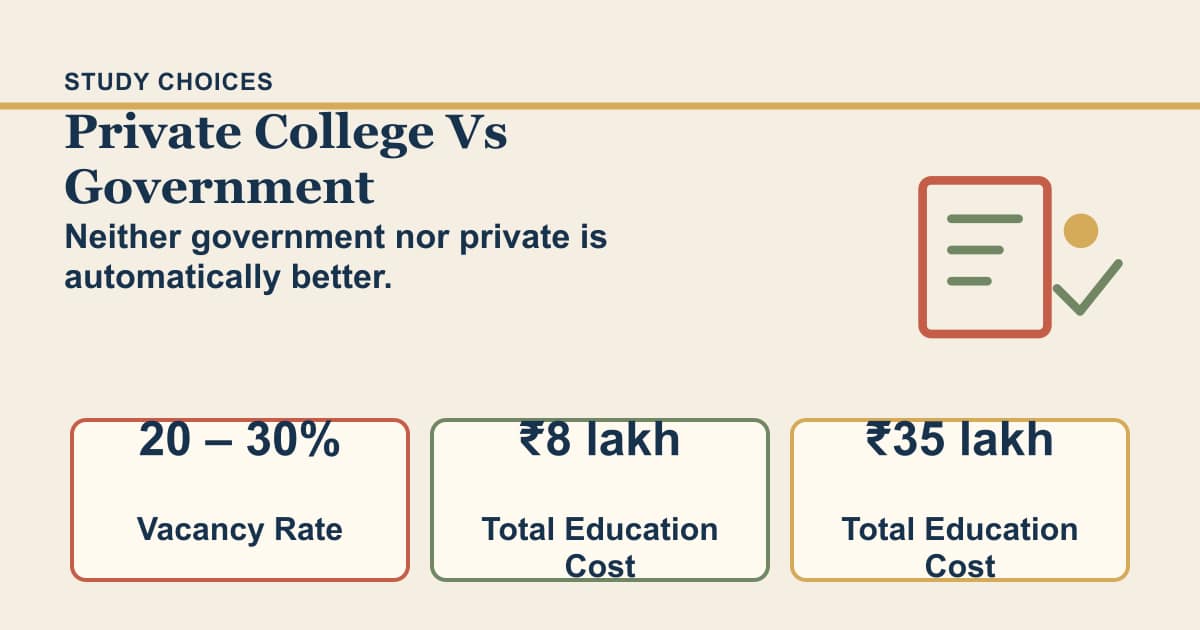 STUDY CHOICES
Private College Vs
Government
Neither government nor private is
automatically better.
20 – 30%
Vacancy Rate
₹8 lakh
Total Education
Cost
₹35 lakh
Total Education
Cost